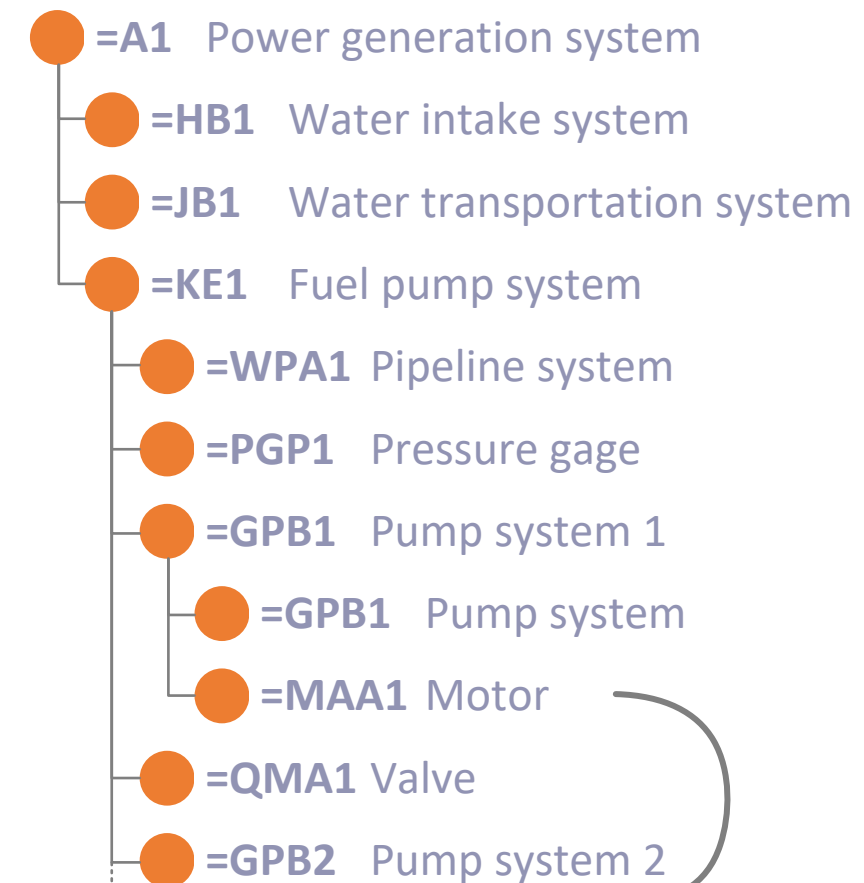 =A1 Power generation system
=HB1 Water intake system
=JB1 Water transportation system
=KE1 Fuel pump system
=WPA1 Pipeline system
=PGP1 Pressure gage
=GPB1 Pump system 1
=GPB1 Pump system
=MAA1 Motor
=QMA1 Valve
=GPB2 Pump system 2